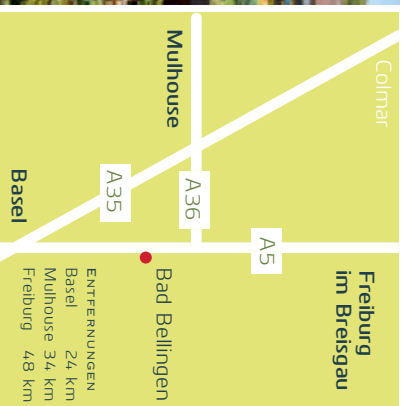 Colmar
Freiburg
im Breisgau
Mulhouse
A5
A36
A35
Bad Bellingen
Basel
ENTFERNUNGEN
Basel 24 km
Mulhouse 34 km
Freiburg 48 km